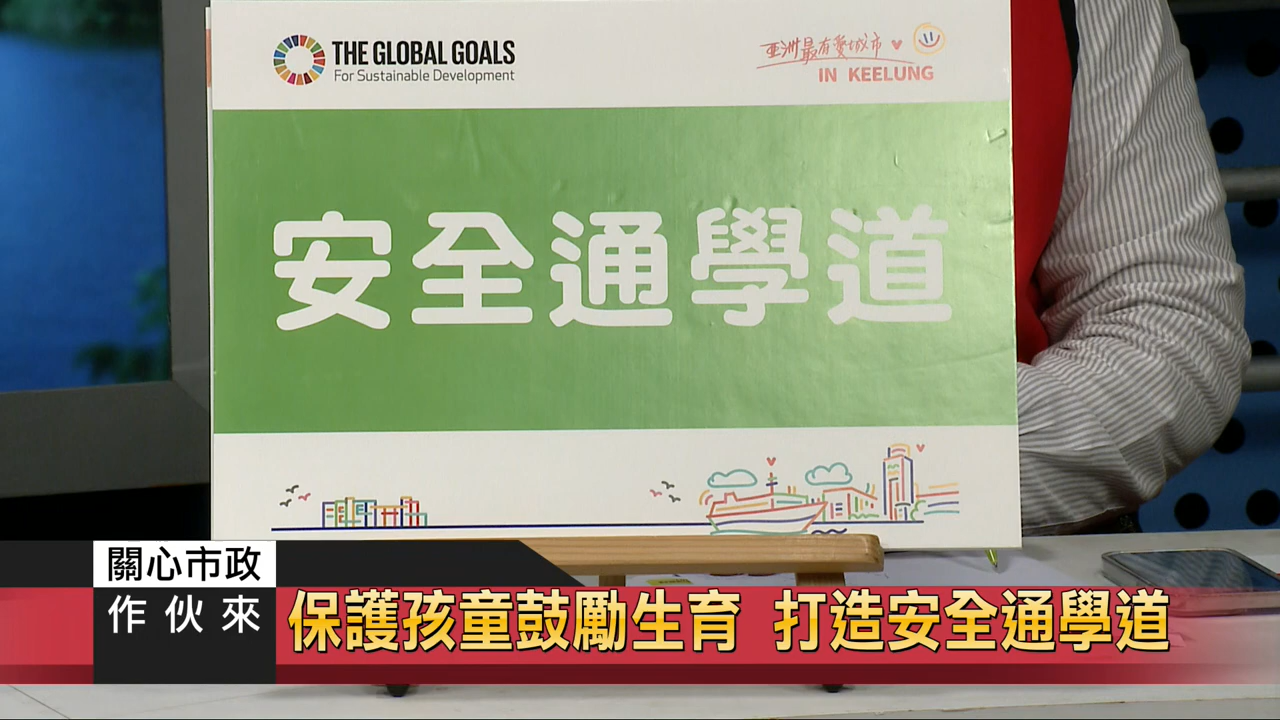 THE GLOBAL GOALS
For Sustainable Development
亞洲最有愛城市
IN KEELUNG
安全通學道
關心市政
作伙來
保護孩童鼓勵生育 打造安全通學道